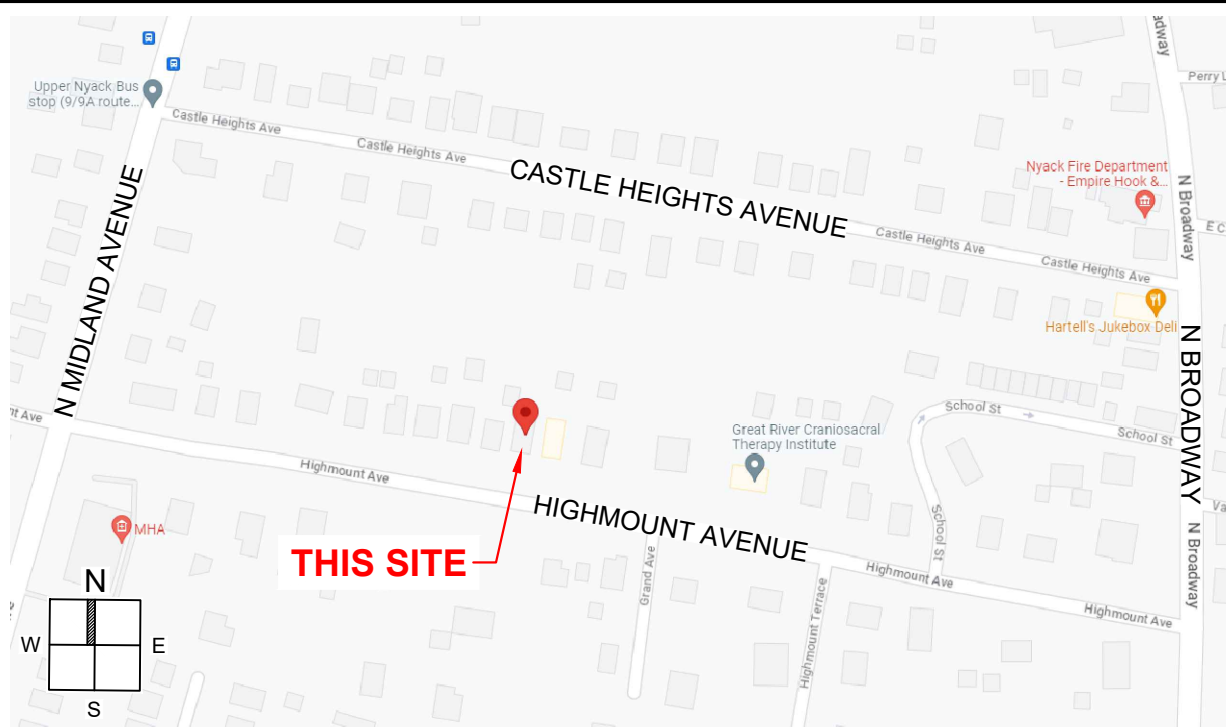 adway
Upper Nyack Bus
stop (9/9A route...
Perry L
Castle Heights Ave
Castle Heights Ave
CASTLE HEIGHTS AVENUE
Nyack Fire Department
- Empire Hook &...
N Broadway
E C
Castle Heights Ave
Castle Heights Ave
N MIDLAND AVENUE
Hartell's Jukebox Deli
N BROADWAY
School St
School St
nt Ave
Great River Craniosacral
Therapy Institute
Highmount Ave
HIGHMOUNT AVENUE
Va
School St
N Broadway
MHA
THIS SITE
Grand Ave
Highmount Ave
Highmount Terrace
Highmount Ave
N
W
E
S